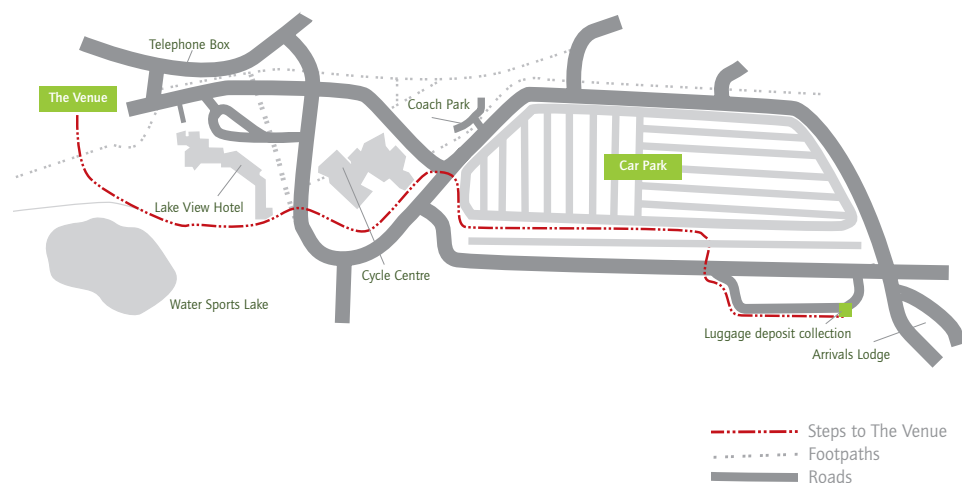 Telephone Box
The Venue
Coach Park
Car Park
Lake View Hotel
Cycle Centre
Water Sports Lake
Luggage deposit collection
Arrivals Lodge
Steps to The Venue
Footpaths
Roads